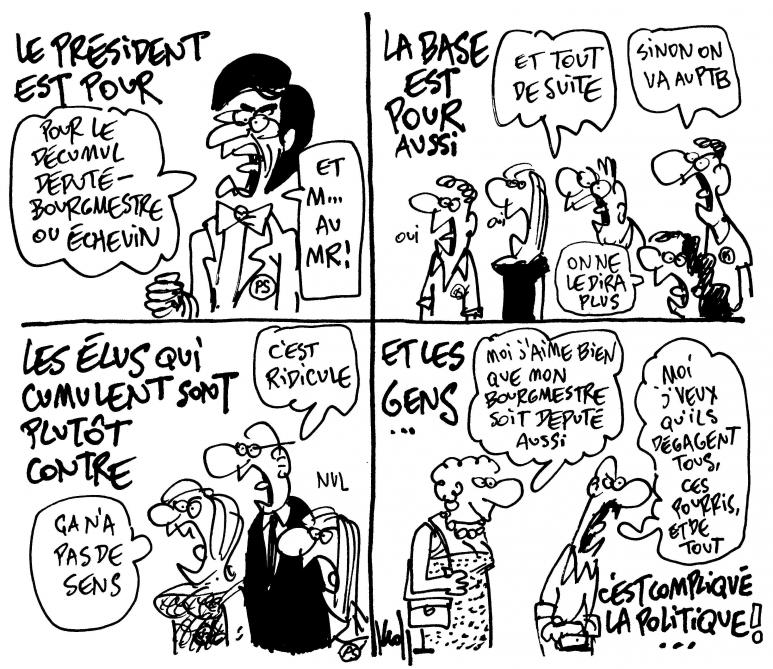 LE PRÉSIDENT
EST POUR
POUR LE
DÉCUMUL
DÉPUTÉ-
BOURGMESTRE
OU ÉCHEVIN
ET
M...
AU
MR!
PS
LA BASE
EST
POUR
AUSSI
ET TOUT
DE SUITE
SINON ON
VA AU PTB
OUI
OUI
ON NE
LE DIRA
PLUS
LES ÉLUS QUI
CUMULENT SONT
PLUTÔT
CONTRE
C'EST
RIDICULE
NUL
ÇA N'A
PAS DE
SENS
PS
ET LES
GENS
...
MOI J'AIME BIEN
QUE MON
BOURGMESTRE
SOIT DÉPUTÉ
AUSSI
MOI
J'VEUX
QU'ILS
DÉGAGENT
TOUS,
CES
POURRIS,
ET DE
TOUT
C'EST COMPLIQUÉ
LA POLITIQUE!
...